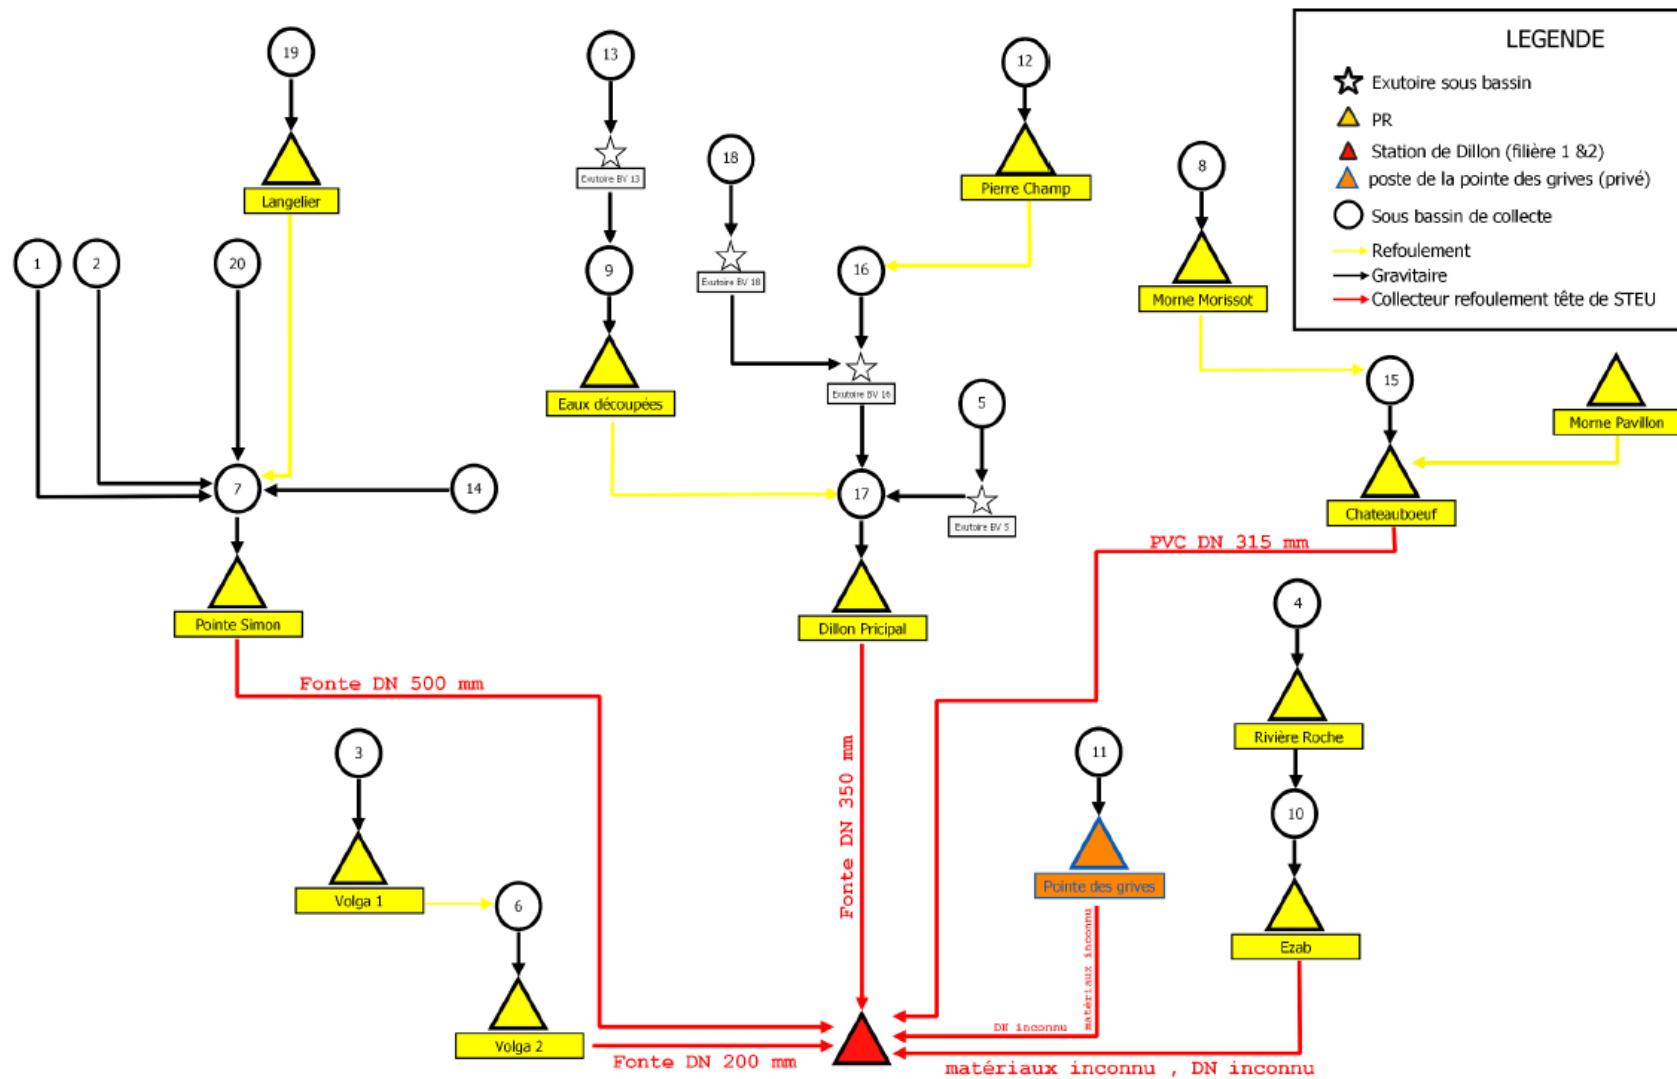 LEGENDE
Exutoire sous bassin
PR
Station de Dillon (filière 1 &2)
poste de la pointe des grives (privé)
Sous bassin de collecte
Refoulement
Gravitaire
Collecteur refoulement tête de STEU
19
13
12
18
8
Exutoire BV 13
Langelier
Pierre Champ
1
2
20
9
Exutoire BV 18
16
Morne Morissot
15
Exutoire BV 16
Eaux découpées
5
Morne Pavillon
7
14
17
Exutoire BV 5
Chateauboeuf
PVC DN 315 mm
4
Pointe Simon
Dillon Pricipal
Fonte DN 500 mm
Rivière Roche
3
11
Fonte DN 350 mm
10
Volga 1
6
Pointe des grives
matériaux inconnu
Ezab
DN inconnu
Volga 2
Fonte DN 200 mm
matériaux inconnu , DN inconnu